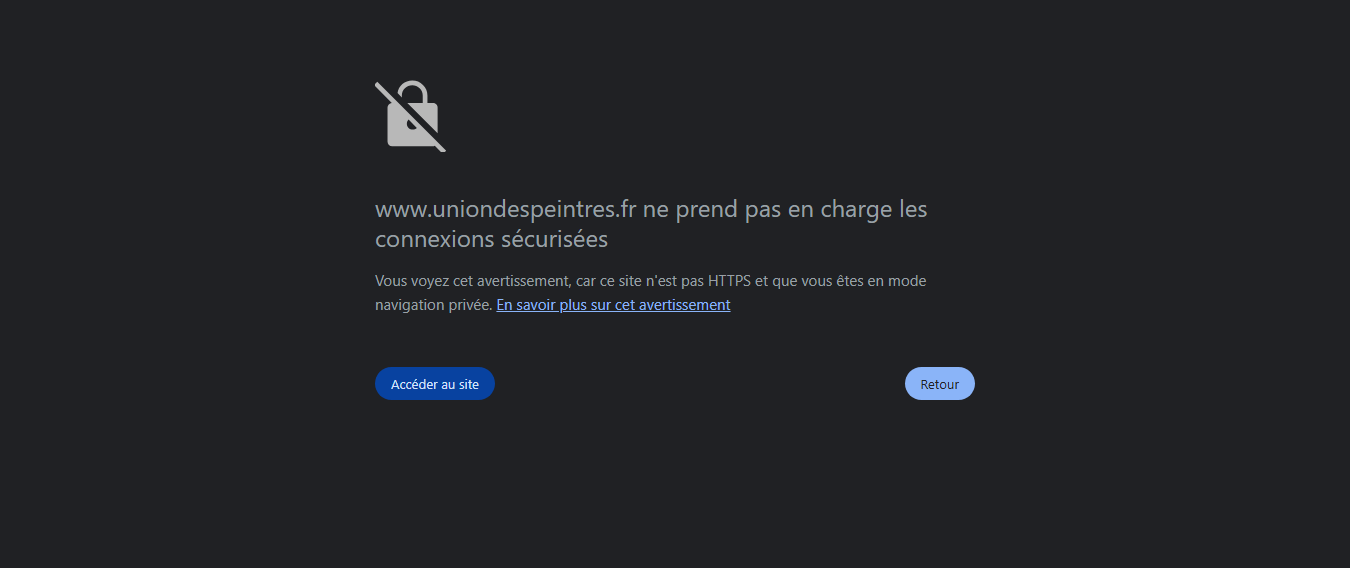 www.uniondespeintres.fr ne prend pas en charge les
connexions sécurisées
Vous voyez cet avertissement, car ce site n'est pas HTTPS et que vous êtes en mode
navigation privée. En savoir plus sur cet avertissement
Accéder au site
Retour